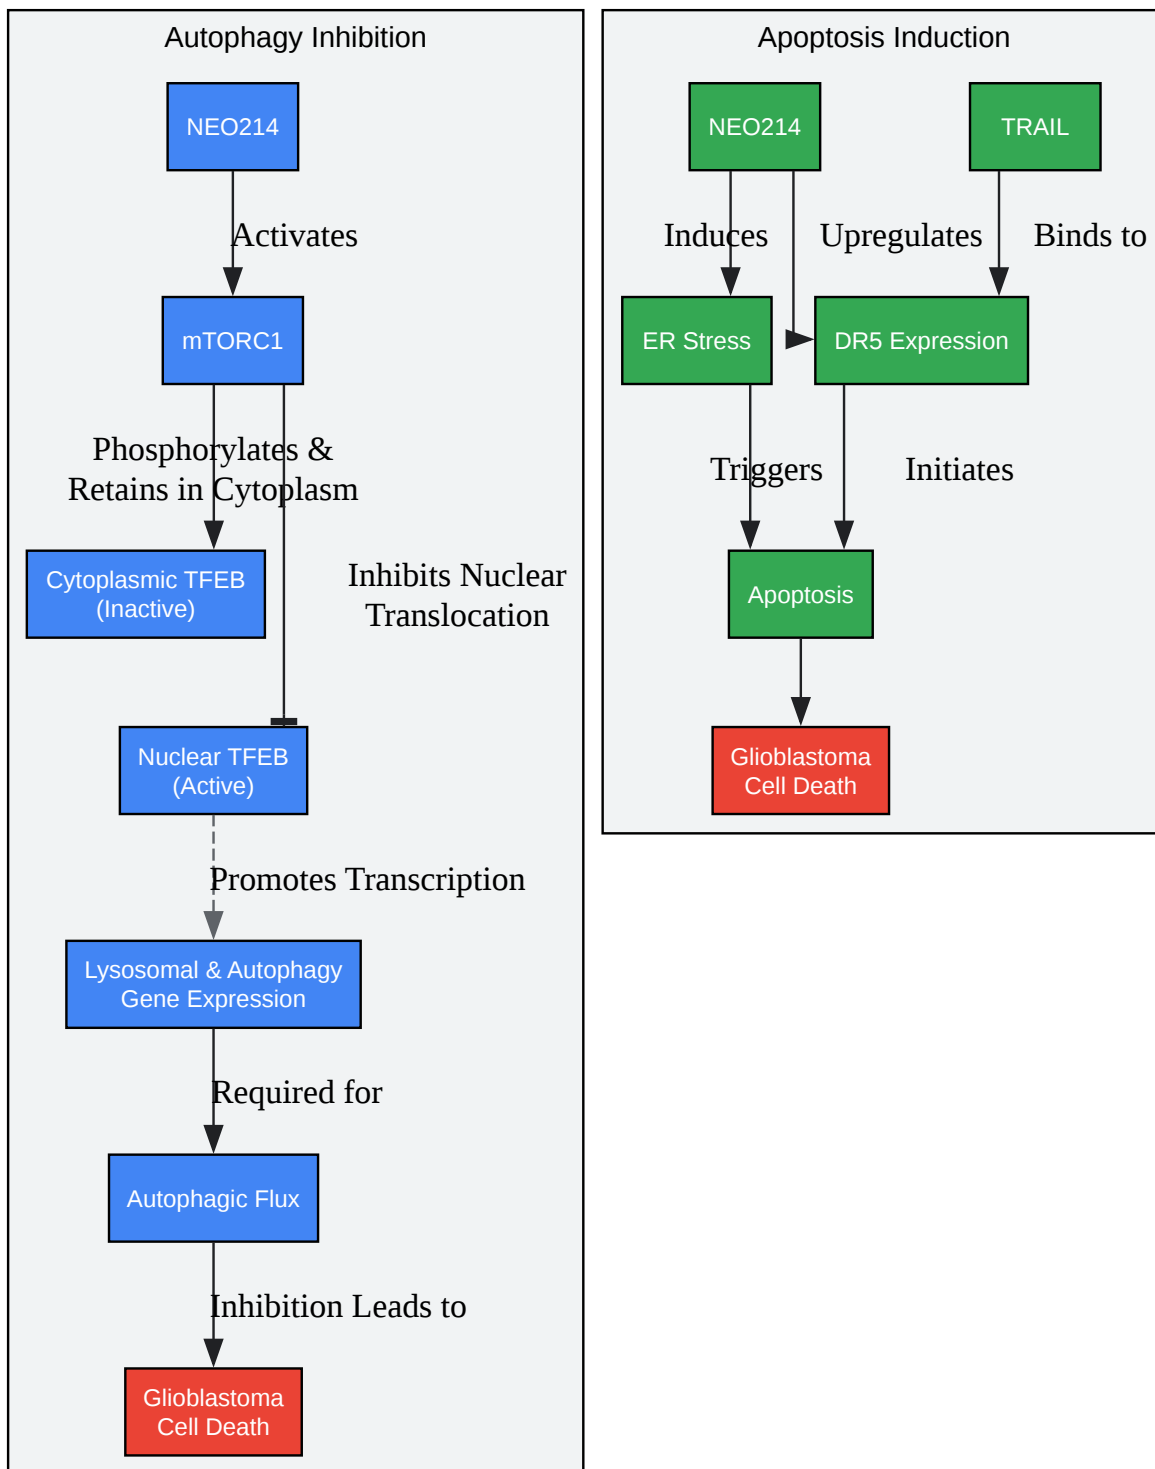 Autophagy Inhibition
NEO214
Activates
mTORC1
Phosphorylates &
Retains in Cytoplasm
Cytoplasmic TFEB
(Inactive)
Inhibits Nuclear
Translocation
Nuclear TFEB
(Active)
Promotes Transcription
Lysosomal & Autophagy
Gene Expression
Required for
Autophagic Flux
Inhibition Leads to
Glioblastoma
Cell Death
Apoptosis Induction
NEO214
TRAIL
Induces
Upregulates
Binds to
ER Stress
DR5 Expression
Triggers
Initiates
Apoptosis
Glioblastoma
Cell Death